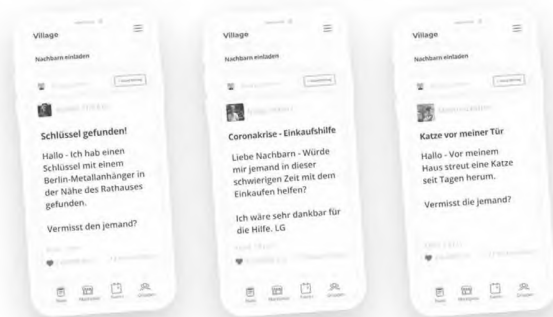 Village
Nachbarn einladen
Schlüssel gefunden!
Hallo - Ich hab einen
Schlüssel mit einem
Berlin-Metallanhänger in
der Nähe des Rathauses
gefunden.
Vermisst den jemand?
Village
Nachbarn einladen
Coronakrise - Einkaufshilfe
Liebe Nachbarn - Würde
mir jemand in dieser
schwierigen Zeit mit dem
Einkaufen helfen?
Ich wäre sehr dankbar für
die Hilfe. LG
Village
Nachbarn einladen
Katze vor meiner Tür
Hallo - Vor meinem
Haus streut eine Katze
seit Tagen herum.
Vermisst die jemand?